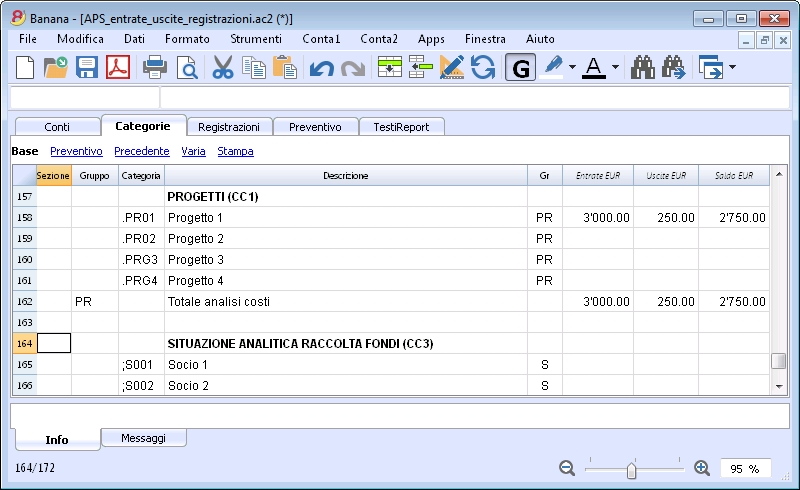 Banana - [APS_entrate_uscite_registrazioni.ac2 (*)]
File Modifica Dati Formato Strumenti Conta1 Conta2 Apps Finestra Aiuto
G A
Conti Categorie Registrazioni Preventivo TestiReport
Base Preventivo Precedente Varia Stampa
Sezione Gruppo Categoria Descrizione Gr Entrate EUR Uscite EUR Saldo EUR
157 PROGETTI (CC1)
158 .PR01 Progetto 1 PR 3'000.00 250.00 2'750.00
159 .PR02 Progetto 2 PR
160 .PRG3 Progetto 3 PR
161 .PRG4 Progetto 4 PR
162 PR Totale analisi costi 3'000.00 250.00 2'750.00
163
164 SITUAZIONE ANALITICA RACCOLTA FONDI (CC3)
165 ;S001 Socio 1 S
166 ;S002 Socio 2 S
Info Messaggi
164/172 95 %